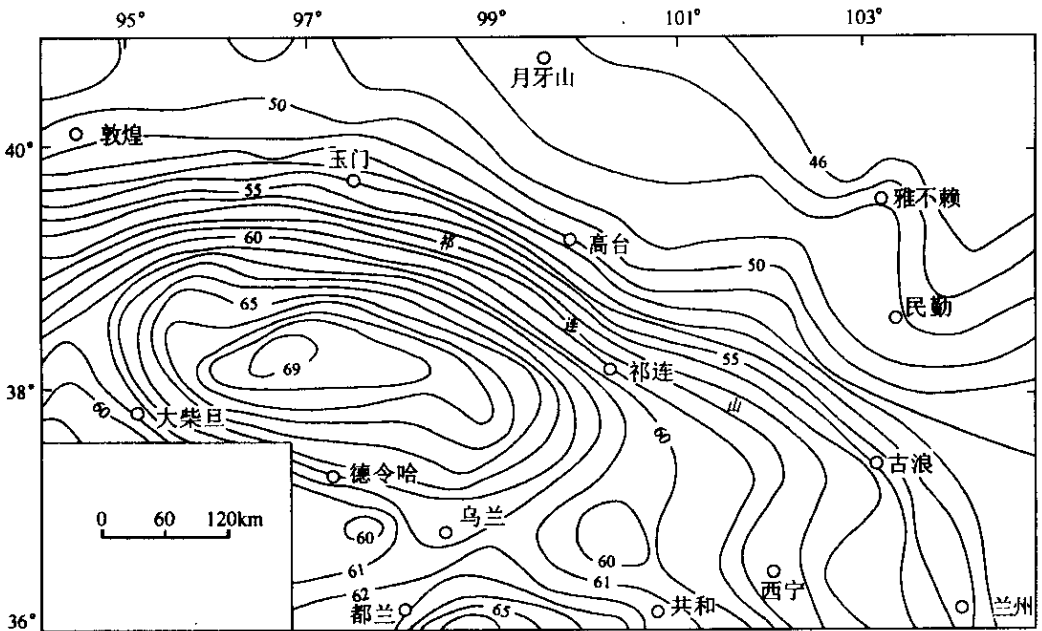 95°
97°
99°
101°
103°
月牙山
50
敦煌
40°
玉门
46
雅不赖
55
祁
高台
60
50
民勤
65
连
55
69
祁连
38°
山
60
大柴旦
60
古浪
德令哈
0 60 120km
乌兰
60
60
61
西宁
62
61
都兰
65
共和
兰州
36°